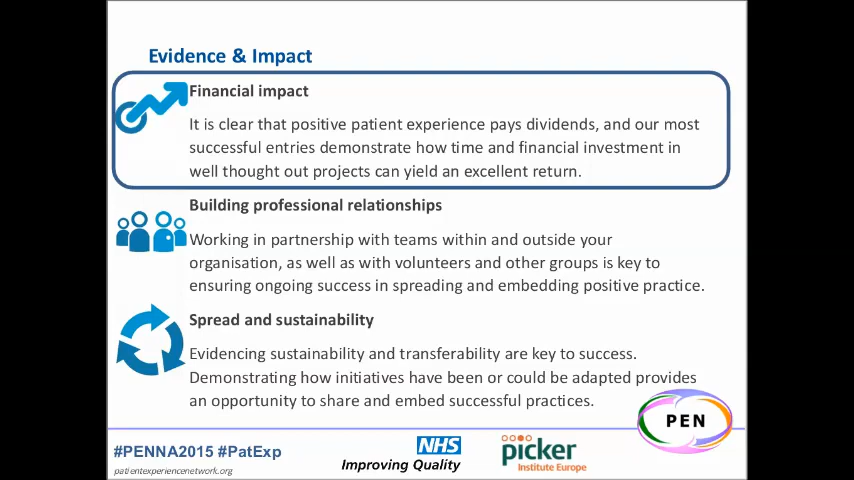 Evidence & Impact
Financial impact
It is clear that positive patient experience pays dividends, and our most
successful entries demonstrate how time and financial investment in
well thought out projects can yield an excellent return.
Building professional relationships
Working in partnership with teams within and outside your
organisation, as well as with volunteers and other groups is key to
ensuring ongoing success in spreading and embedding positive practice.
Spread and sustainability
Evidencing sustainability and transferability are key to success.
Demonstrating how initiatives have been or could be adapted provides
an opportunity to share and embed successful practices.
PEN
#PENNA2015 #PatExp
patientexperiencenetwork.org
NHS
Improving Quality
picker
Institute Europe